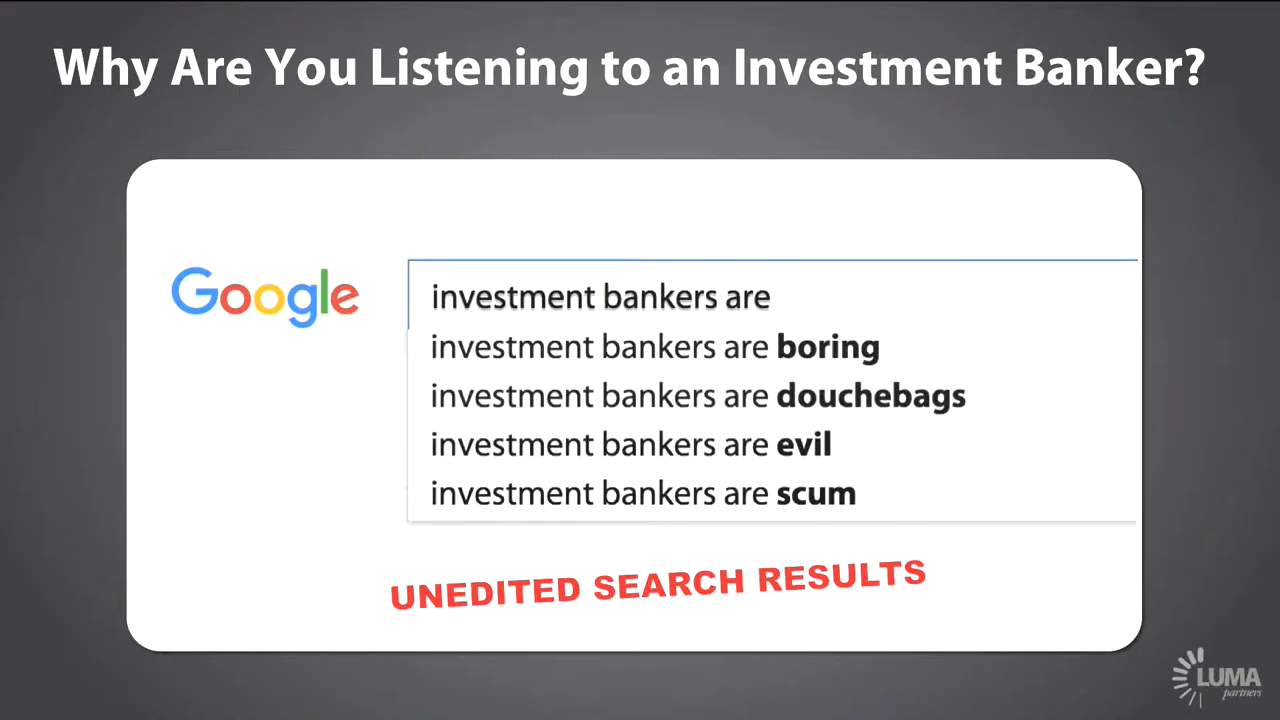 Why Are You Listening to an Investment Banker?
Google
investment bankers are
investment bankers are boring
investment bankers are douchebags
investment bankers are evil
investment bankers are scum
UNEDITED SEARCH RESULTS
LUMA
partners